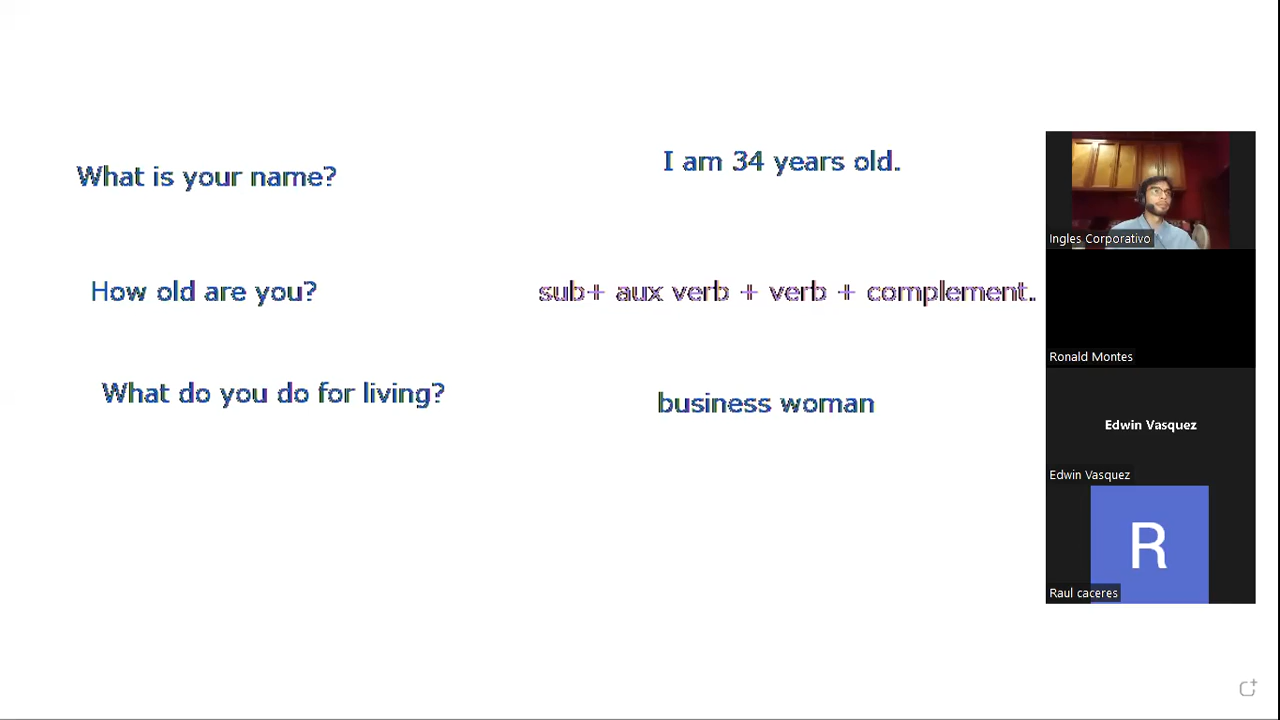 What is your name?
I am 34 years old.
How old are you?
sub+ aux verb + verb + complement.
What do you do for living?
business woman
Ingles Corporativo
Ronald Montes
Edwin Vasquez
Edwin Vasquez
R
Raul caceres